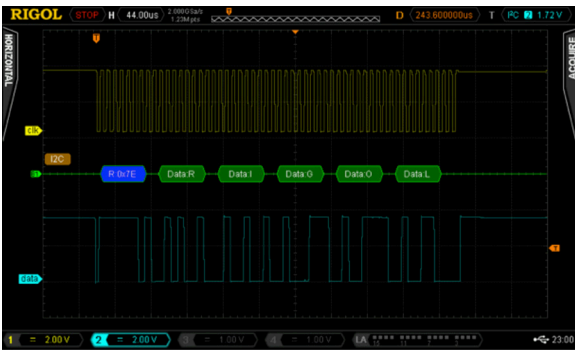 RIGOL STOP H 44.00us 2.000GSa/s 1.23Mpts D 243.600000us T I²C 2 1.72 V
HORIZONTAL
ACQUIRE
T
clk
I2C
B1 R:0x7E Data:R Data:I Data:G Data:O Data:L
T
data
1 = 2.00 V 2 = 2.00 V 3 = 1.00 V 4 = 1.00 V LA 23:00